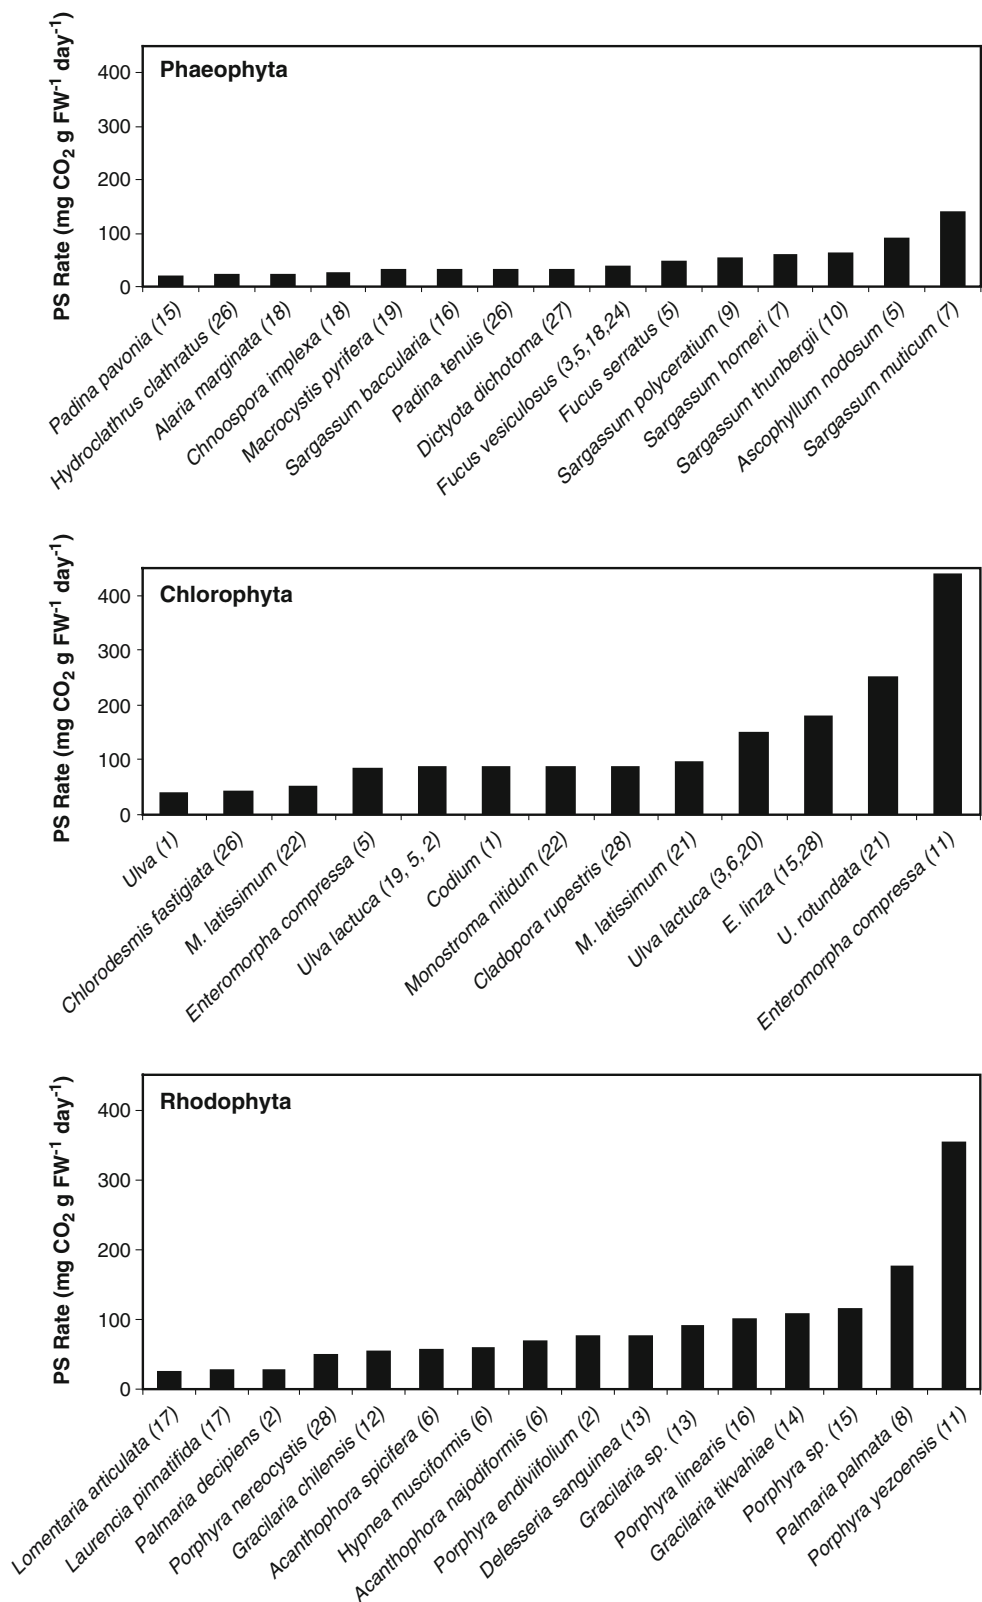 PS Rate (mg CO2 g FW-1 day-1)
Phaeophyta
400
300
200
100
0
Padina pavonia (15)
Hydroclathrus clathratus (26)
Alaria marginata (18)
Chnoospora implexa (18)
Macrocystis pyrifera (19)
Sargassum baccularia (16)
Padina tenuis (26)
Dictyota dichotoma (27)
Fucus vesiculosus (3,5,18,24)
Fucus serratus (5)
Sargassum polyceratium (9)
Sargassum horneri (7)
Sargassum thunbergii (10)
Ascophyllum nodosum (5)
Sargassum muticum (7)
PS Rate (mg CO2 g FW-1 day-1)
Chlorophyta
400
300
200
100
0
Ulva (1)
Chlorodesmis fastigiata (26)
M. latissimum (22)
Enteromorpha compressa (5)
Ulva lactuca (19, 5, 2)
Codium (1)
Monostroma nitidum (22)
Cladopora rupestris (28)
M. latissimum (21)
Ulva lactuca (3,6,20)
E. linza (15,28)
U. rotundata (21)
Enteromorpha compressa (11)
PS Rate (mg CO2 g FW-1 day-1)
Rhodophyta
400
300
200
100
0
Lomentaria articulata (17)
Laurencia pinnatifida (17)
Palmaria decipiens (2)
Porphyra nereocystis (28)
Gracilaria chilensis (12)
Acanthophora spicifera (6)
Hypnea musciformis (6)
Acanthophora najodiformis (6)
Porphyra endiviifolium (2)
Delesseria sanguinea (13)
Gracilaria sp. (13)
Porphyra linearis (16)
Gracilaria tikvahiae (14)
Porphyra sp. (15)
Palmaria palmata (8)
Porphyra yezoensis (11)